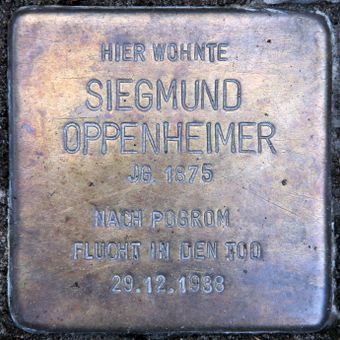 HIER WOHNTE
SIEGMUND
OPPENHEIMER
JG. 1875
NACH POGROM
FLUCHT IN DEN TOD
29.12.1938